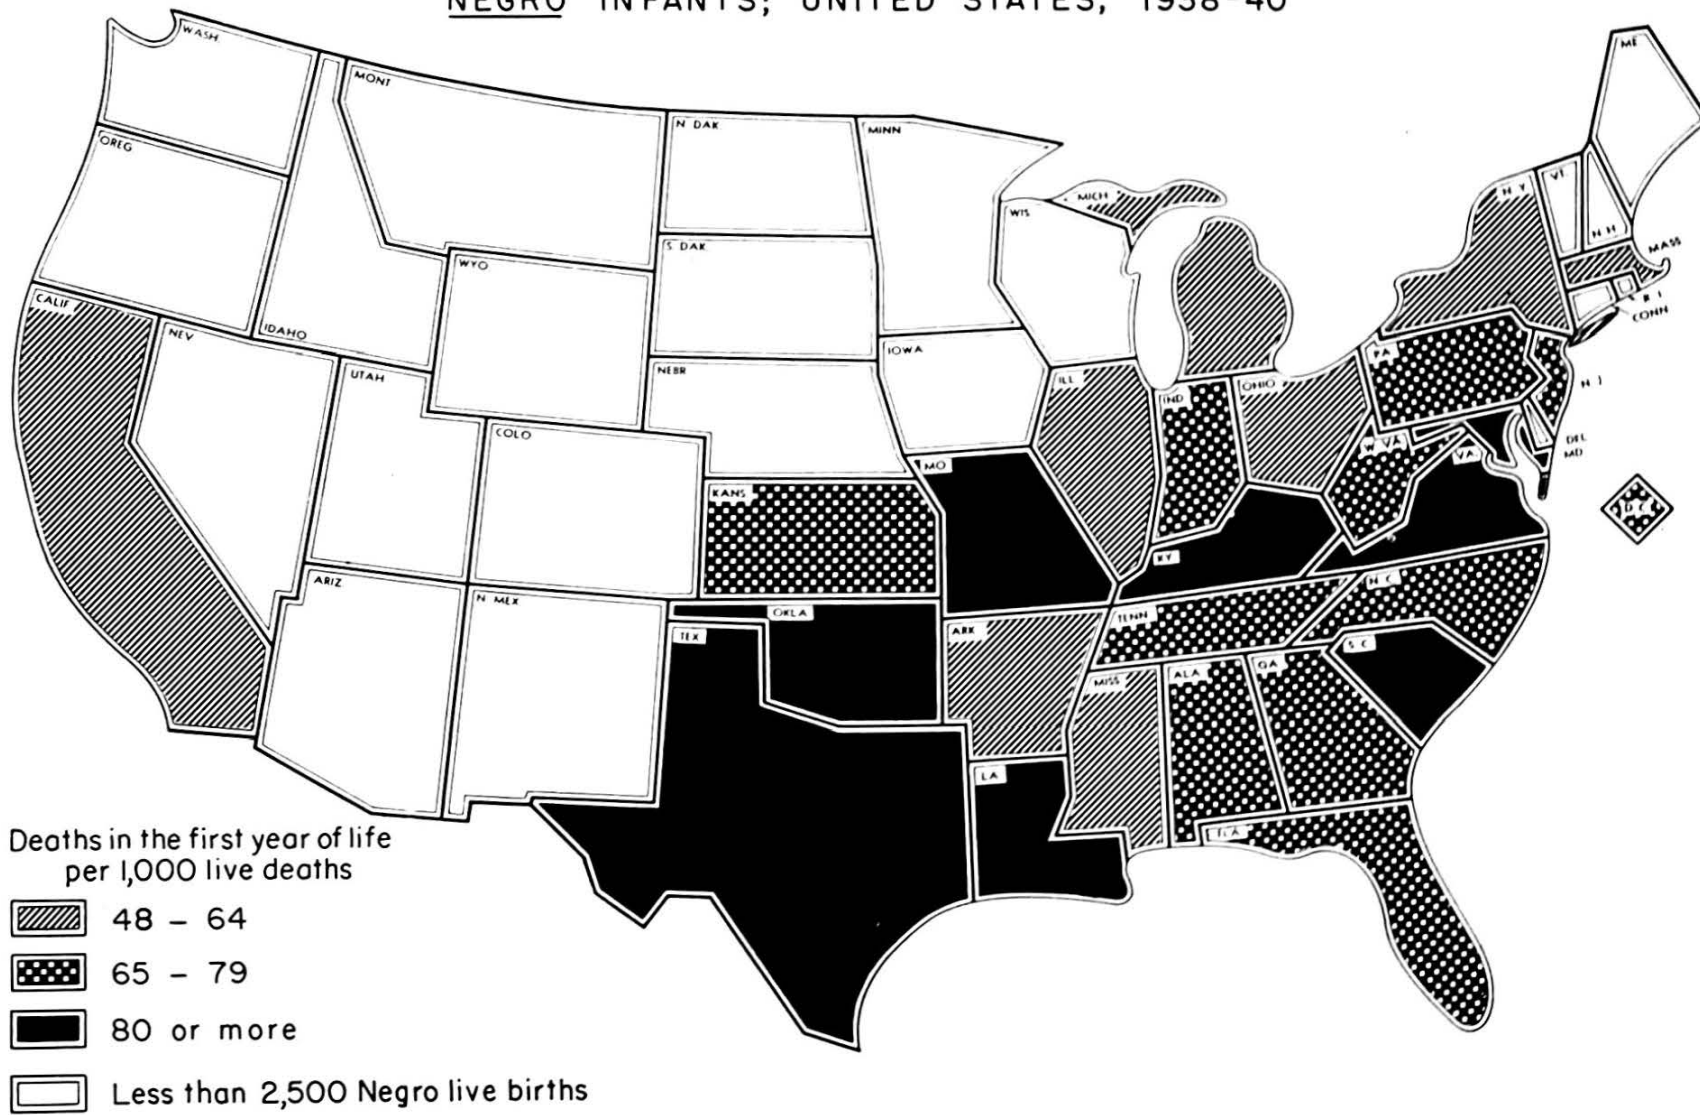 NEGRO INFANTS; UNITED STATES, 1938-40
WASH.
MONT
N DAK
MINN
ME
OREG
MICH
WIS
N Y
VT.
N H
MASS
S DAK
WYO
IDAHO
CALIF
NEV
R I
CONN
IOWA
NEBR
UTAH
ILL
IND
OHIO
PA
N J
COLO
W. VA.
VA.
DEL
MD
MO
KANS
D C
KY.
ARIZ
N MEX
OKLA
TEX
ARK
TENN
N C
S C
MISS
ALA
GA
LA
FLA
Deaths in the first year of life
per 1,000 live deaths
48 - 64
65 - 79
80 or more
Less than 2,500 Negro live births